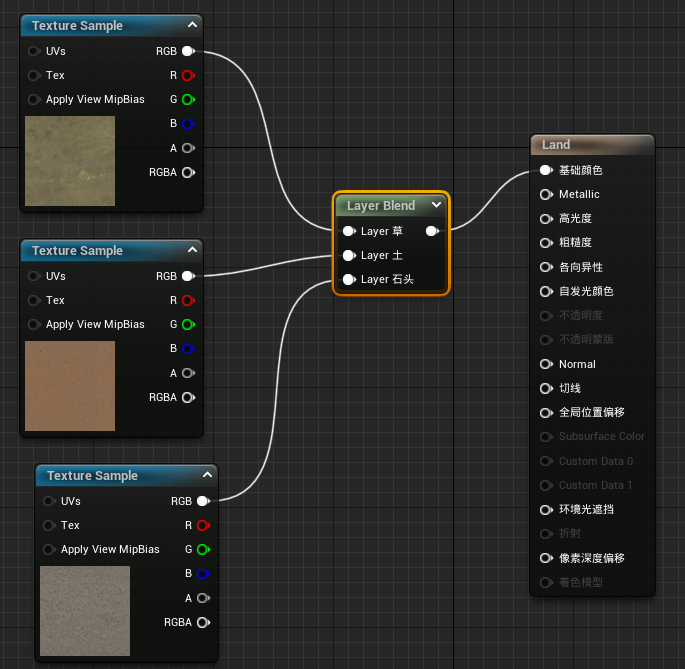 Texture Sample
UVs RGB
Tex R
Apply View MipBias G
B
A
RGBA
Texture Sample
UVs RGB
Tex R
Apply View MipBias G
B
A
RGBA
Texture Sample
UVs RGB
Tex R
Apply View MipBias G
B
A
RGBA
Layer Blend
Layer 草
Layer 土
Layer 石头
Land
基础颜色
Metallic
高光度
粗糙度
各向异性
自发光颜色
不透明度
不透明蒙版
Normal
切线
全局位置偏移
Subsurface Color
Custom Data 0
Custom Data 1
环境光遮挡
折射
像素深度偏移
着色模型